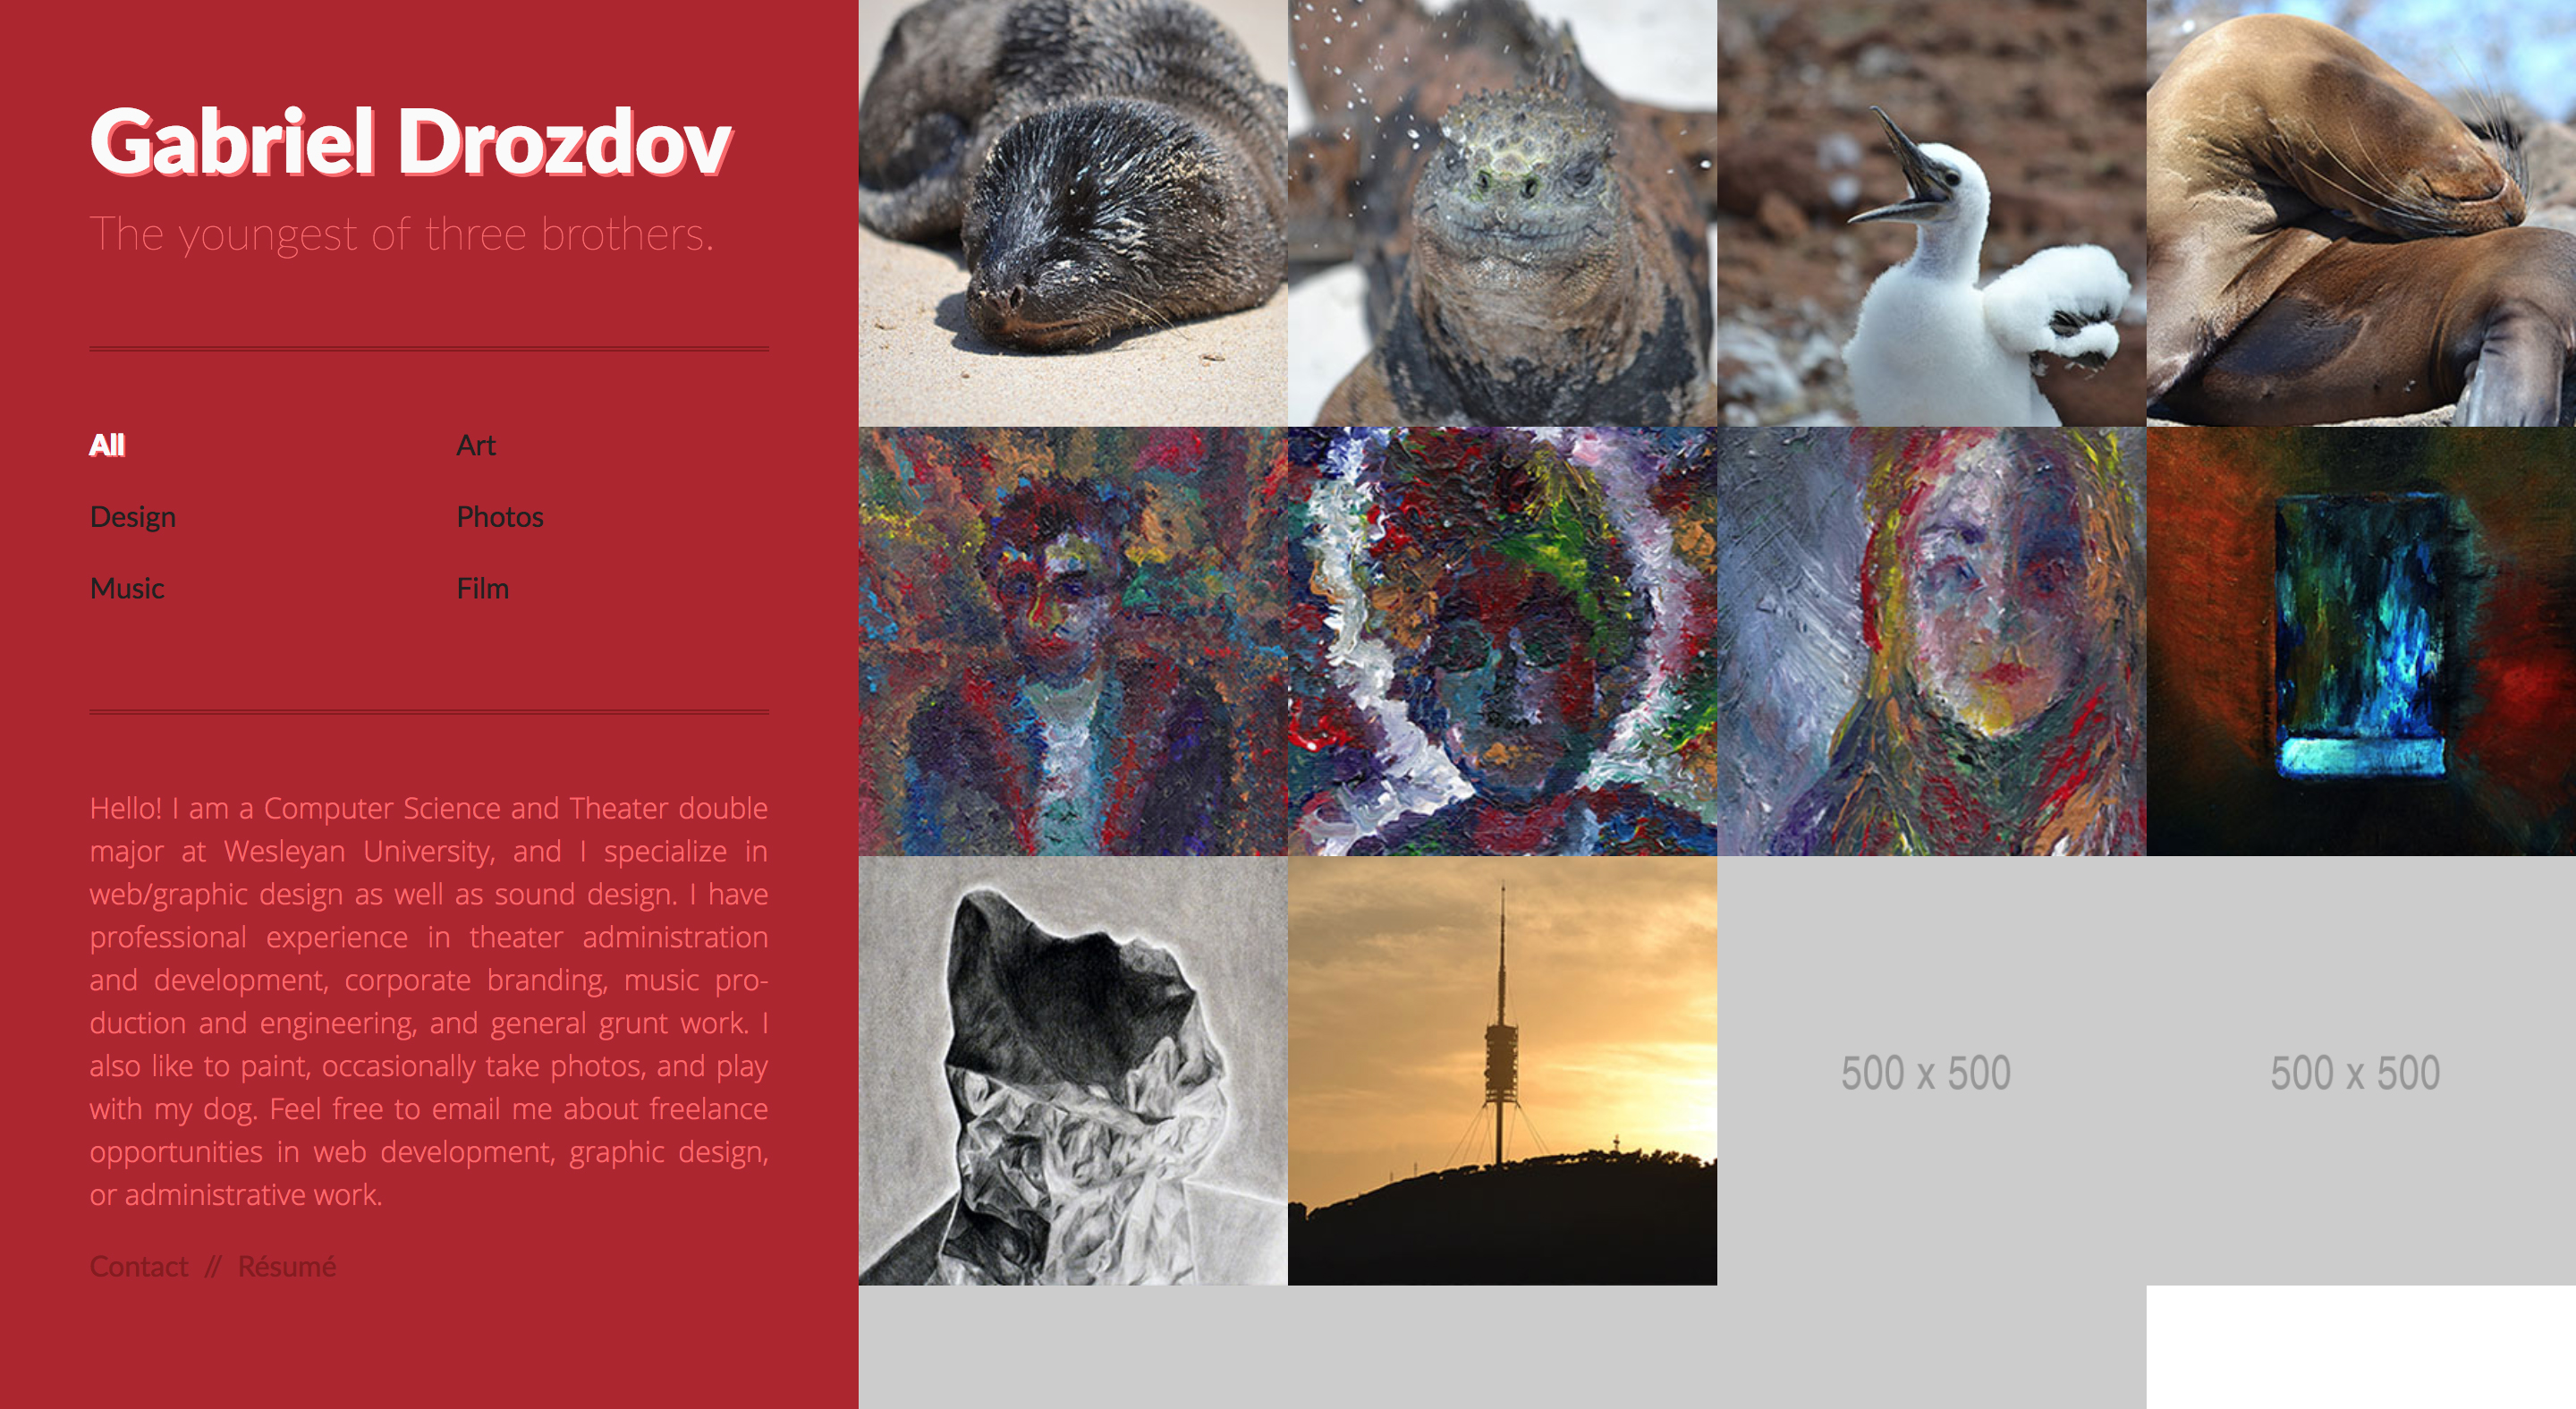 Gabriel Drozdov
The youngest of three brothers.
All
Art
Design
Photos
Music
Film
Hello! I am a Computer Science and Theater double
major at Wesleyan University, and I specialize in
web/graphic design as well as sound design. I have
professional experience in theater administration
and development, corporate branding, music pro-
duction and engineering, and general grunt work. I
also like to paint, occasionally take photos, and play
with my dog. Feel free to email me about freelance
opportunities in web development, graphic design,
or administrative work.
Contact // Résumé
500 x 500
500 x 500